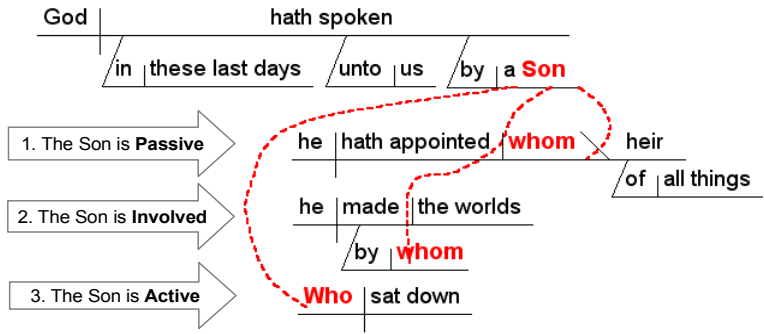 God hath spoken
in these last days unto us by a Son
1. The Son is Passive he hath appointed whom heir
of all things
2. The Son is Involved he made the worlds
by whom
3. The Son is Active Who sat down